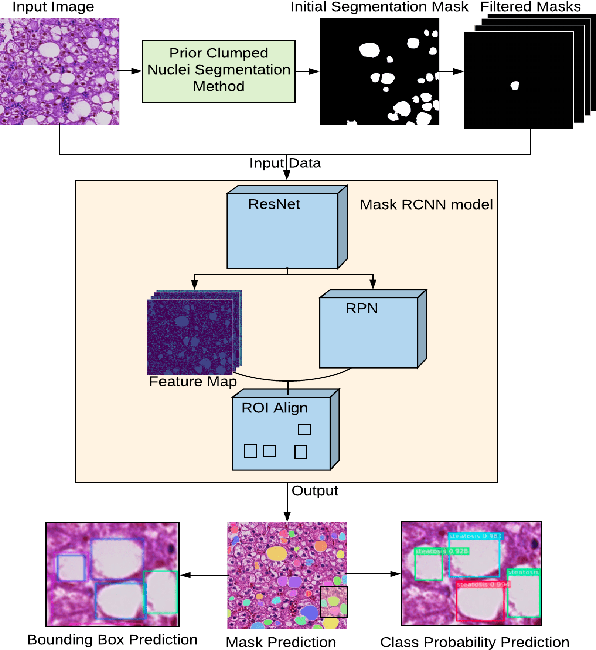 Input Image
Initial Segmentation Mask
Filtered Masks
Prior Clumped
Nuclei Segmentation
Method
Input Data
ResNet
Mask RCNN model
RPN
Feature Map
ROI Align
Output
steatosis 0.981
steatosis 0.926
steatosis
steatosis 0.994
Bounding Box Prediction
Mask Prediction
Class Probability Prediction